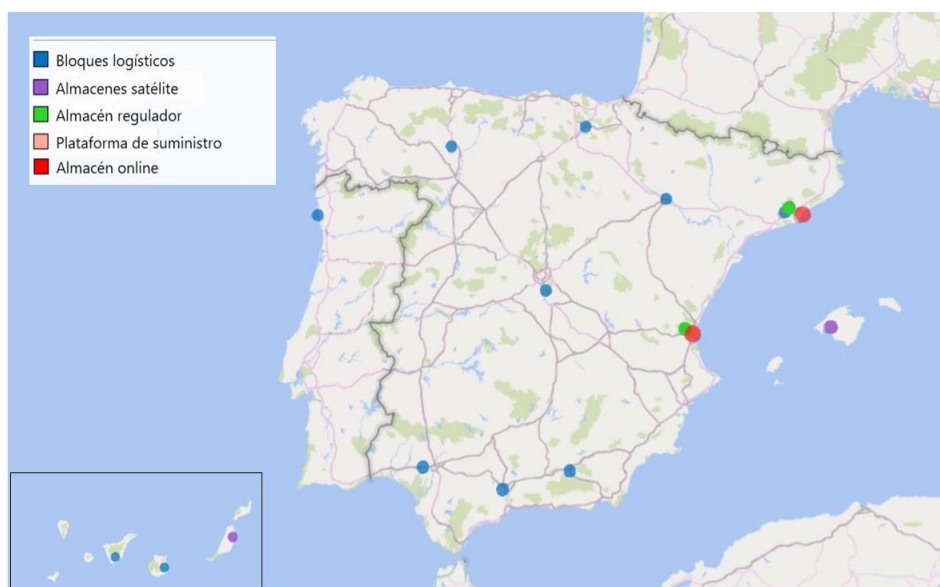 Bloques logísticos
Almacenes satélite
Almacén regulador
Plataforma de suministro
Almacén online